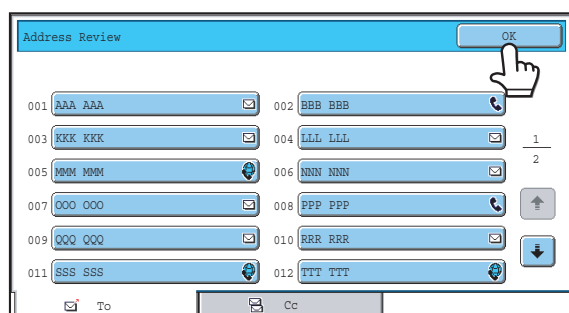 Address Review OK
001 AAA AAA 002 BBB BBB
003 KKK KKK 004 LLL LLL
005 MMM MMM 006 NNN NNN
007 OOO OOO 008 PPP PPP
009 QQQ QQQ 010 RRR RRR
011 SSS SSS 012 TTT TTT
1
2
To Cc